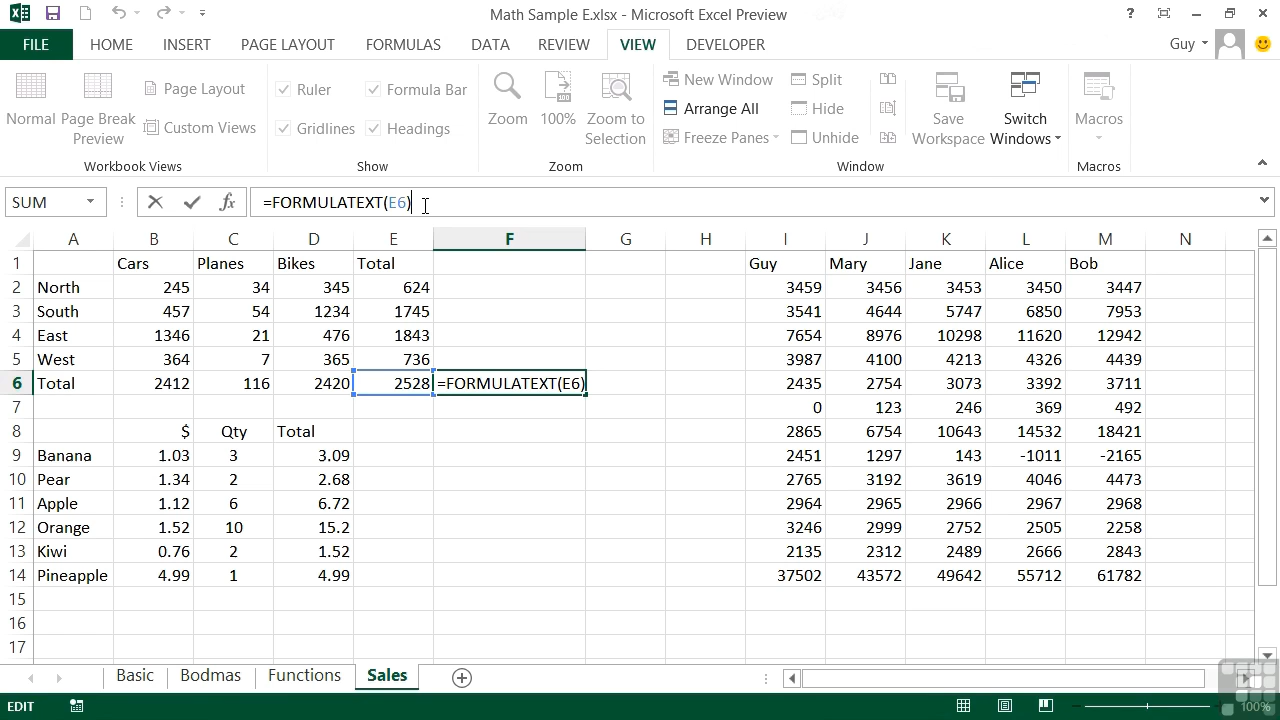 Math Sample E.xlsx - Microsoft Excel Preview
?
FILE HOME INSERT PAGE LAYOUT FORMULAS DATA REVIEW VIEW DEVELOPER Guy
Normal
Page Break
Preview
Page Layout
Custom Views
Workbook Views
Ruler Formula Bar
Gridlines Headings
Show
Zoom
100%
Zoom to
Selection
Zoom
New Window
Arrange All
Freeze Panes
Split
Hide
Unhide
Save
Workspace
Switch
Windows
Window
Macros
Macros
SUM fx =FORMULATEXT(E6)
A B C D E F G H I J K L M N
1 Cars Planes Bikes Total Guy Mary Jane Alice Bob
2 North 245 34 345 624 3459 3456 3453 3450 3447
3 South 457 54 1234 1745 3541 4644 5747 6850 7953
4 East 1346 21 476 1843 7654 8976 10298 11620 12942
5 West 364 7 365 736 3987 4100 4213 4326 4439
6 Total 2412 116 2420 2528 =FORMULATEXT(E6) 2435 2754 3073 3392 3711
7 0 123 246 369 492
8 $ Qty Total 2865 6754 10643 14532 18421
9 Banana 1.03 3 3.09 2451 1297 143 -1011 -2165
10 Pear 1.34 2 2.68 2765 3192 3619 4046 4473
11 Apple 1.12 6 6.72 2964 2965 2966 2967 2968
12 Orange 1.52 10 15.2 3246 2999 2752 2505 2258
13 Kiwi 0.76 2 1.52 2135 2312 2489 2666 2843
14 Pineapple 4.99 1 4.99 37502 43572 49642 55712 61782
15
16
17
Basic Bodmas Functions Sales
EDIT 100%